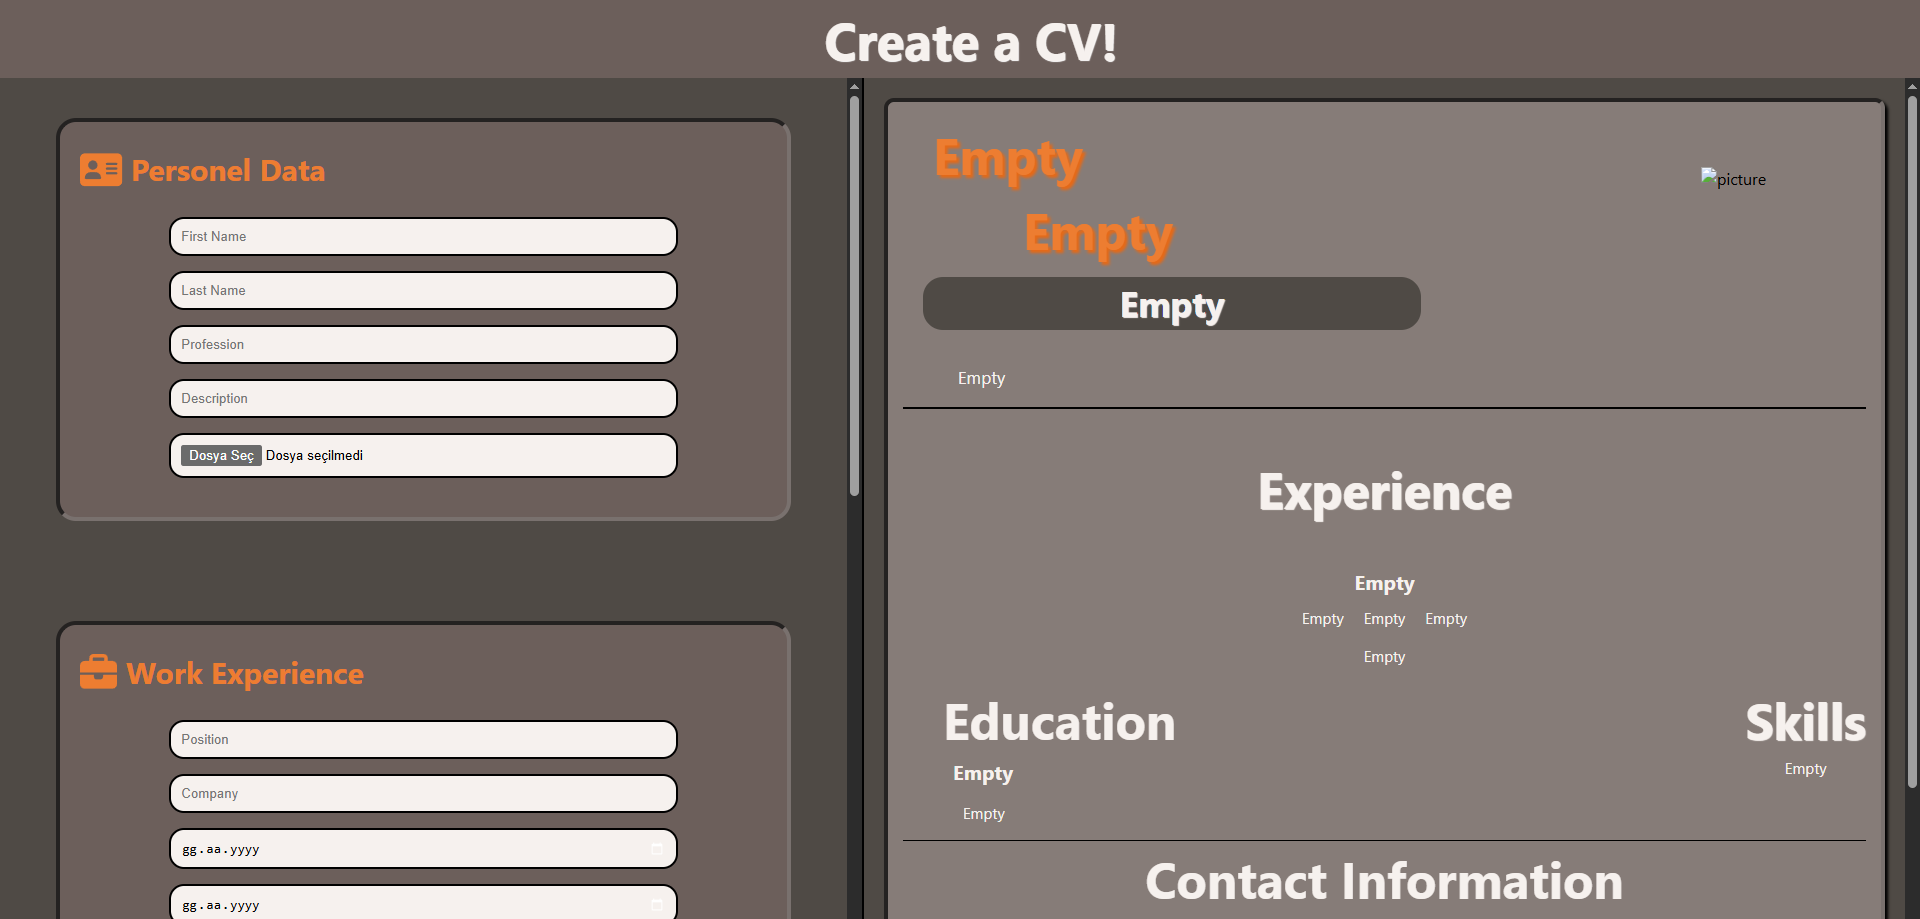 Create a CV!
Personel Data
First Name
Last Name
Profession
Description
Dosya Seç Dosya seçilmedi
Work Experience
Position
Company
gg.aa.yyyy
gg.aa.yyyy
Empty
picture
Empty
Empty
Empty
Experience
Empty
Empty Empty Empty
Empty
Education
Empty
Empty
Skills
Empty
Contact Information